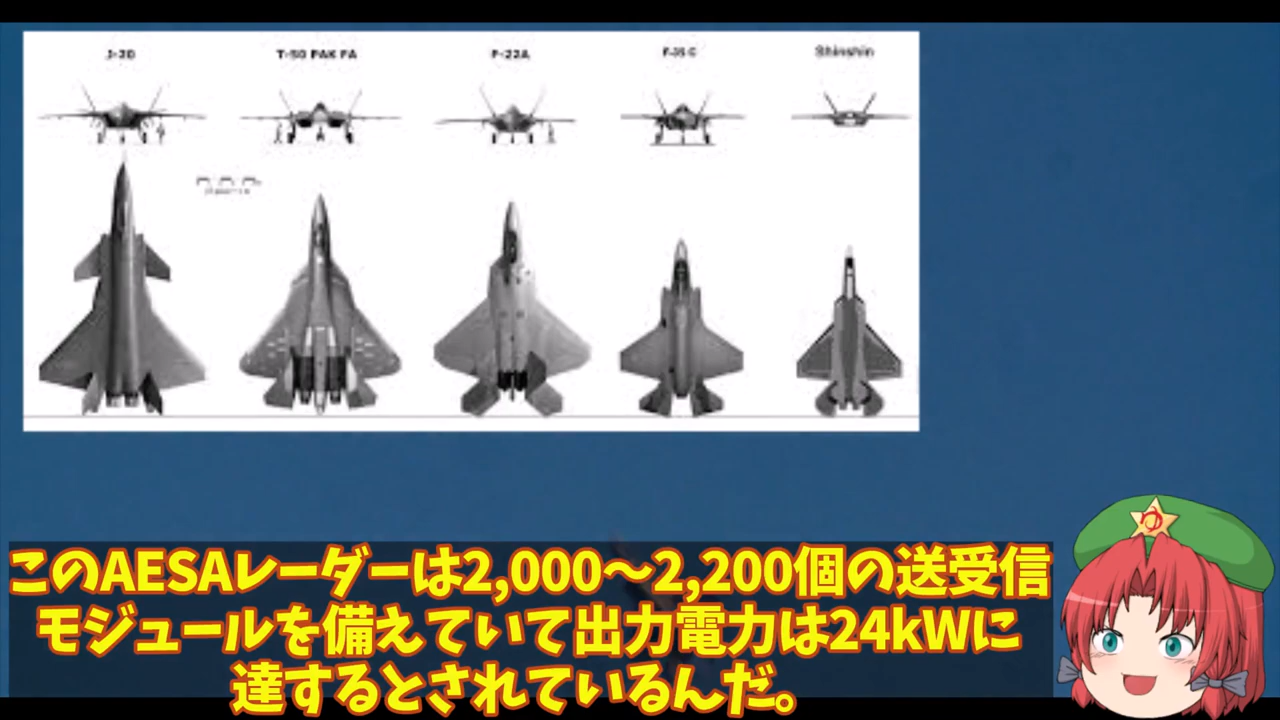 J-20
T-50 PAK FA
F-22A
F-35 C
Shinshin
このAESAレーダーは2,000～2,200個の送受信
モジュールを備えていて出力電力は24kWに
達するとされているんだ。